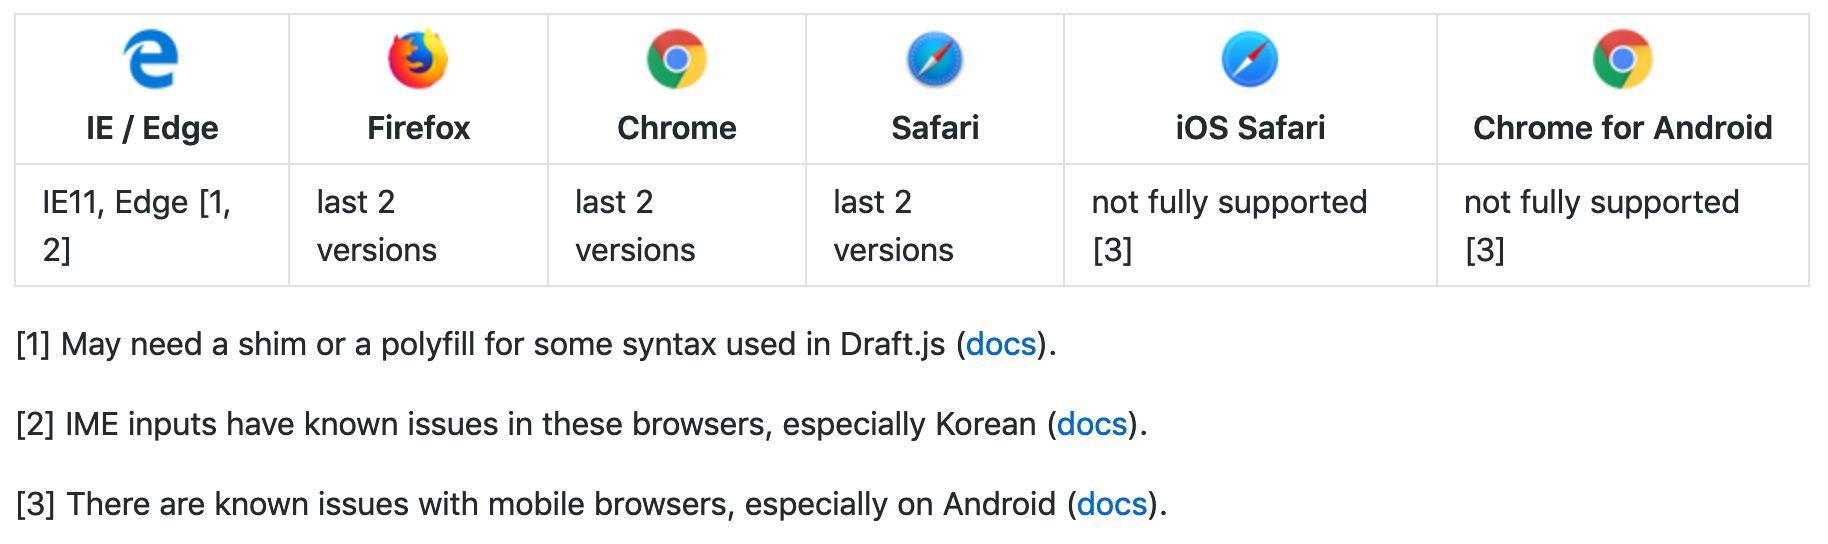 IE / Edge
Firefox
Chrome
Safari
iOS Safari
Chrome for Android
IE11, Edge [1,
2]
last 2
versions
last 2
versions
last 2
versions
not fully supported
[3]
not fully supported
[3]
[1] May need a shim or a polyfill for some syntax used in Draft.js (docs).
[2] IME inputs have known issues in these browsers, especially Korean (docs).
[3] There are known issues with mobile browsers, especially on Android (docs).